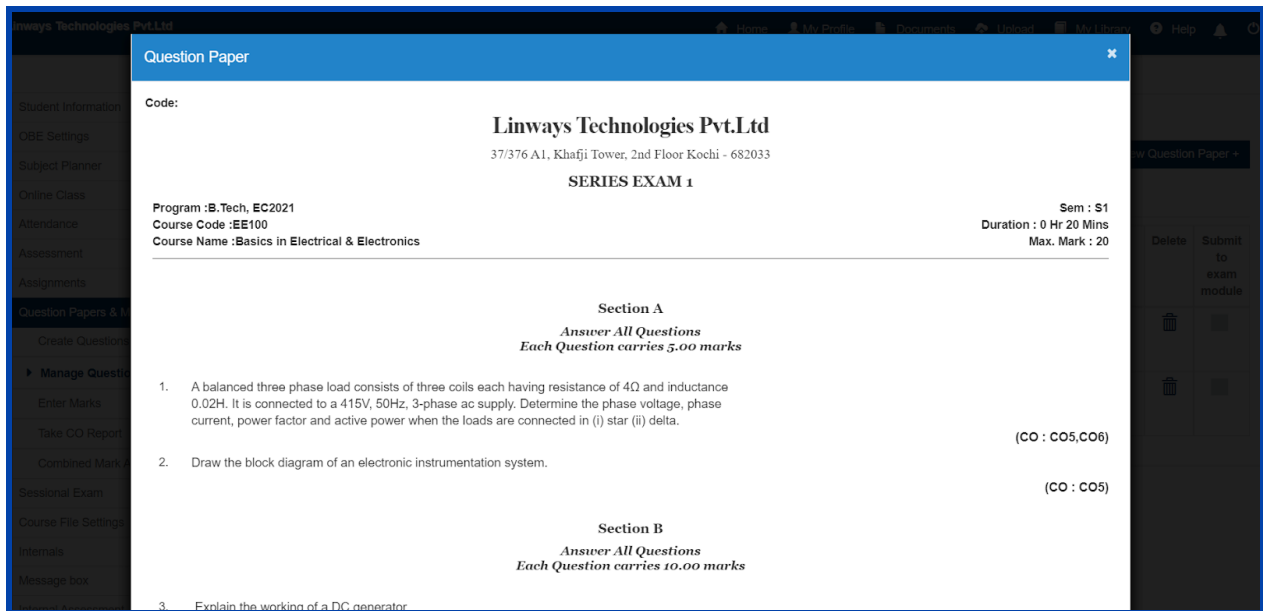 Linways Technologies Pvt.Ltd
Home My Profile Documents Upload My Library Help
Question Paper ×
Student Information
OBE Settings
Subject Planner
Online Class
Attendance
Assessment
Assignments
Question Papers & M
Create Questions
Manage Questio
Enter Marks
Take CO Report
Combined Mark A
Sessional Exam
Course File Settings
Internals
Message box
Code:
Linways Technologies Pvt.Ltd
37/376 A1, Khafji Tower, 2nd Floor Kochi - 682033
SERIES EXAM 1
Program :B.Tech, EC2021 Sem : S1
Course Code :EE100 Duration : 0 Hr 20 Mins
Course Name :Basics in Electrical & Electronics Max. Mark : 20
Section A
Answer All Questions
Each Question carries 5.00 marks
1. A balanced three phase load consists of three coils each having resistance of 4Ω and inductance
0.02H. It is connected to a 415V, 50Hz, 3-phase ac supply. Determine the phase voltage, phase
current, power factor and active power when the loads are connected in (i) star (ii) delta.
(CO : CO5,CO6)
2. Draw the block diagram of an electronic instrumentation system.
(CO : CO5)
Section B
Answer All Questions
Each Question carries 10.00 marks
3. Explain the working of a DC generator
ew Question Paper +
Delete Submit
to
exam
module